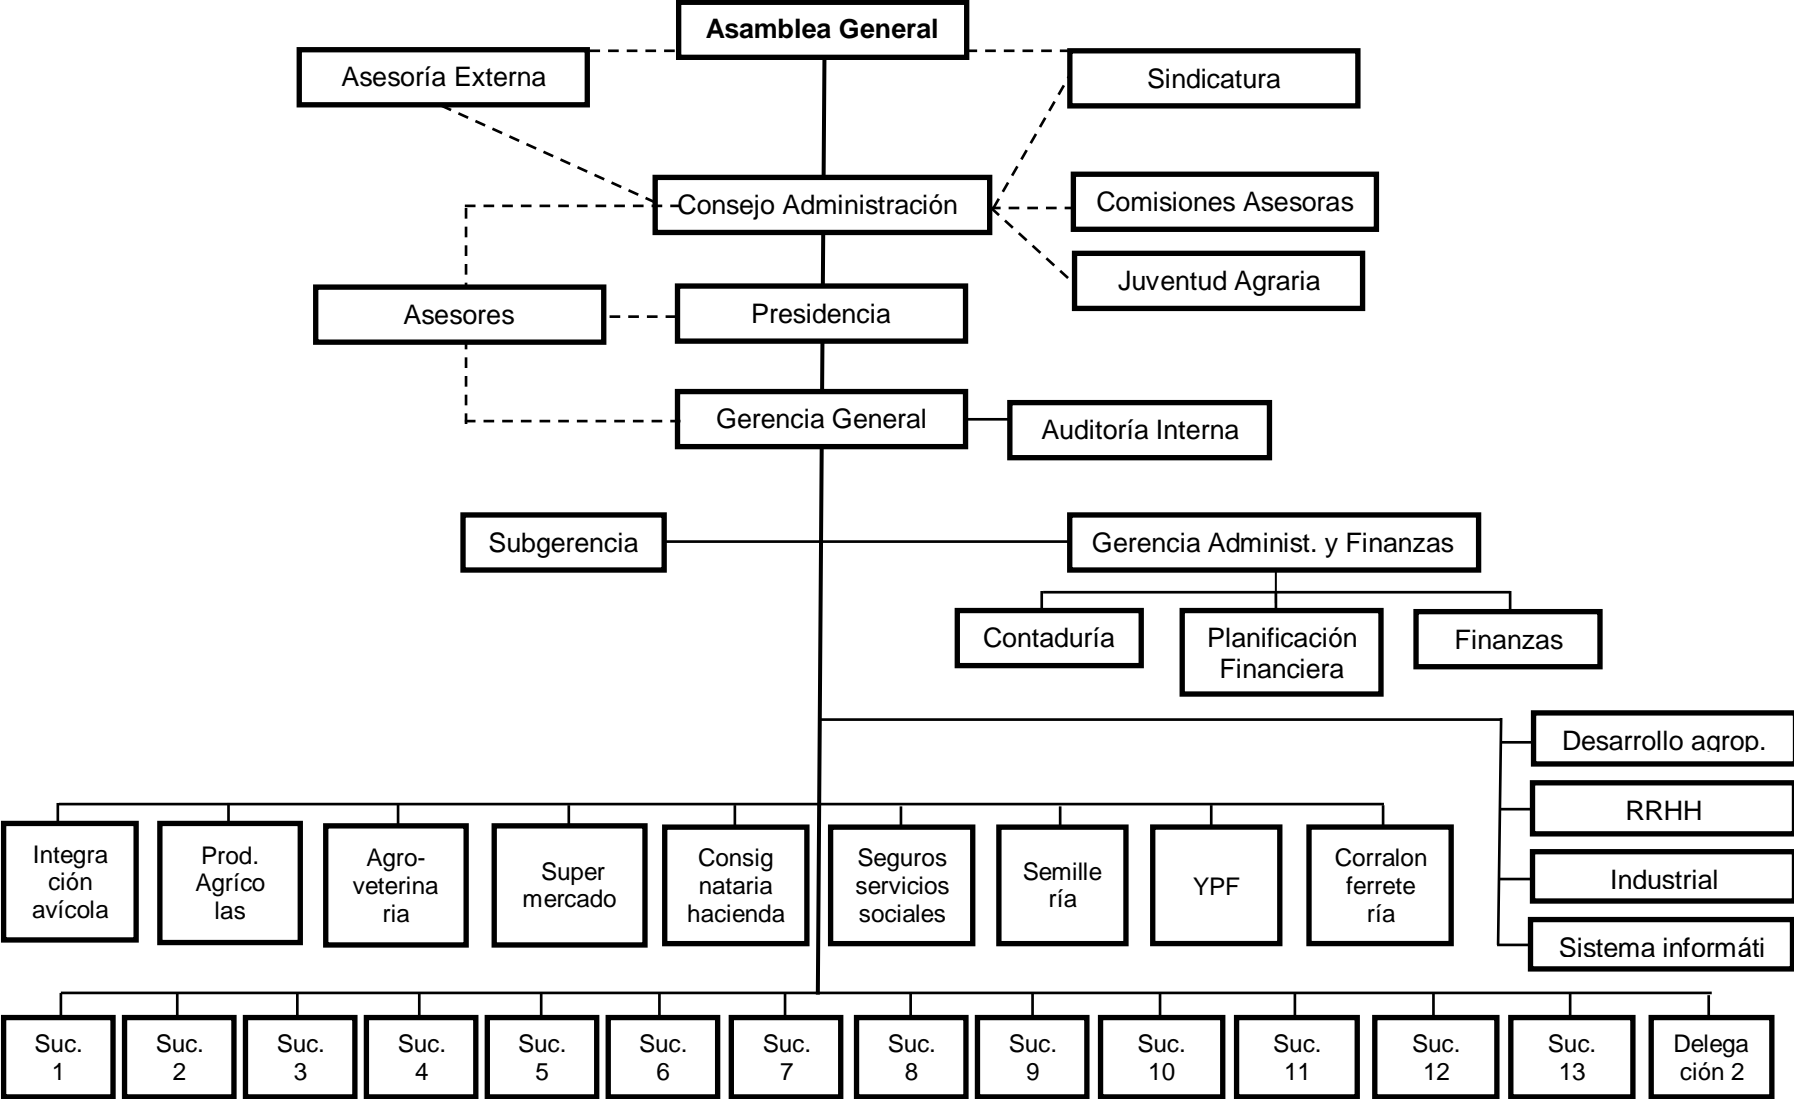 Asamblea General
Asesoría Externa
Sindicatura
Consejo Administración
Comisiones Asesoras
Juventud Agraria
Asesores
Presidencia
Gerencia General
Auditoría Interna
Subgerencia
Gerencia Administ. y Finanzas
Contaduría
Planificación
Financiera
Finanzas
Desarrollo agrop.
RRHH
Industrial
Sistema informáti
Integra
ción
avícola
Prod.
Agríco
las
Agro-
veterina
ria
Super
mercado
Consig
nataria
hacienda
Seguros
servicios
sociales
Semille
ría
YPF
Corralon
ferrete
ría
Suc.
1
Suc.
2
Suc.
3
Suc.
4
Suc.
5
Suc.
6
Suc.
7
Suc.
8
Suc.
9
Suc.
10
Suc.
11
Suc.
12
Suc.
13
Delega
ción 2